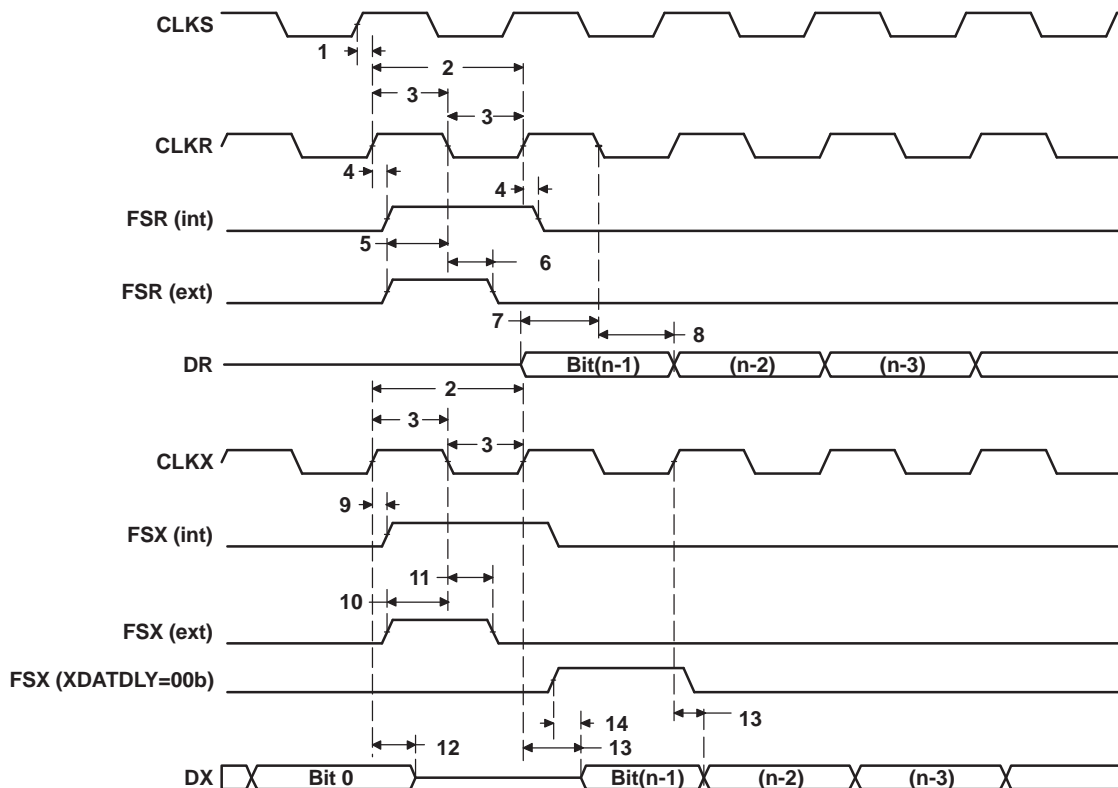 CLKS
1
2
3
3
CLKR
4
4
FSR (int)
5
6
FSR (ext)
7
8
DR Bit(n-1) (n-2) (n-3)
2
3
3
CLKX
9
FSX (int)
11
10
FSX (ext)
FSX (XDATDLY=00b)
14
13
12
13
DX Bit 0 Bit(n-1) (n-2) (n-3)